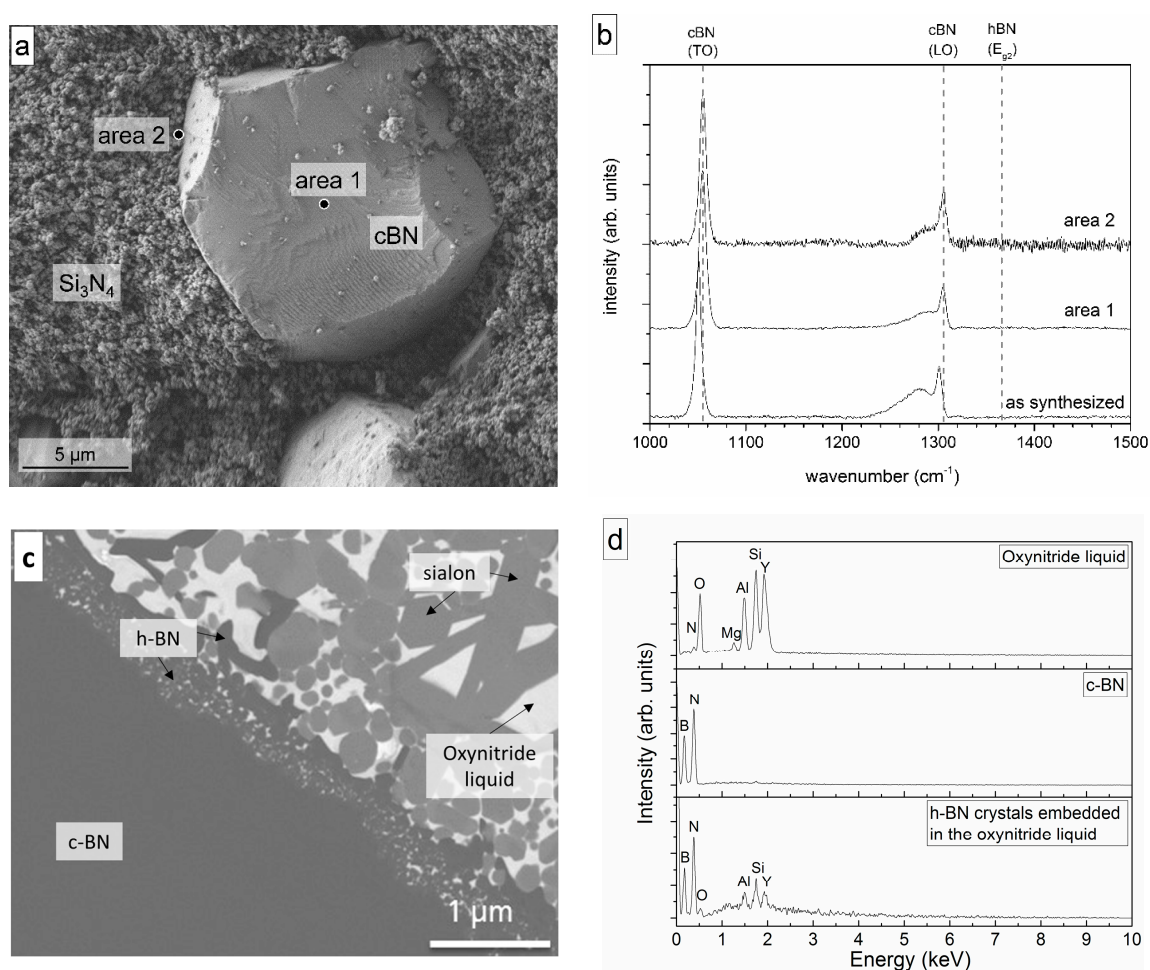 a
area 2
area 1
cBN
Si₃N₄
5 µm
b
cBN
(TO)
cBN
(LO)
hBN
(E_g2)
intensity (arb. units)
area 2
area 1
as synthesized
1000 1100 1200 1300 1400 1500
wavenumber (cm⁻¹)
c
sialon
h-BN
Oxynitride
liquid
c-BN
1 µm
d
Intensity (arb. units)
Oxynitride liquid
N O Mg Al Si Y
c-BN
B N
h-BN crystals embedded
in the oxynitride liquid
B N O Al Si Y
0 1 2 3 4 5 6 7 8 9 10
Energy (keV)